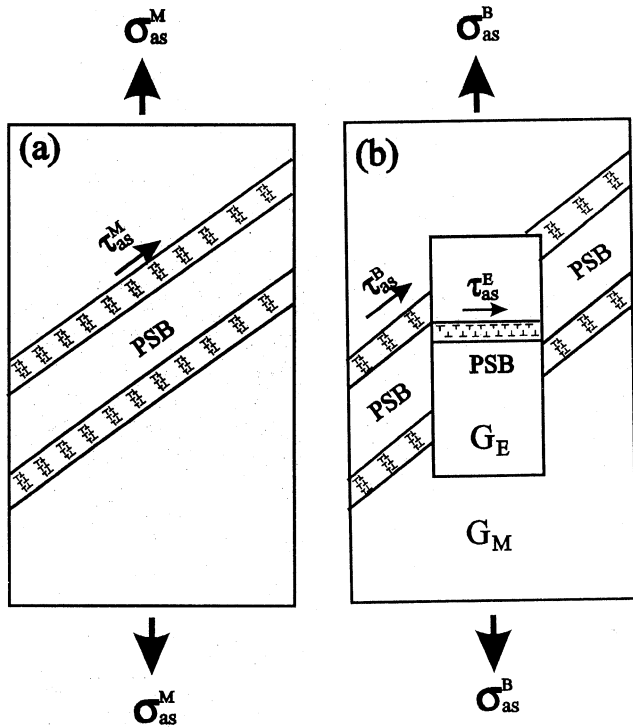 σ_as^M
σ_as^B
(a)
(b)
τ_as^M
PSB
τ_as^B
τ_as^E
PSB
PSB
PSB
G_E
G_M
σ_as^M
σ_as^B